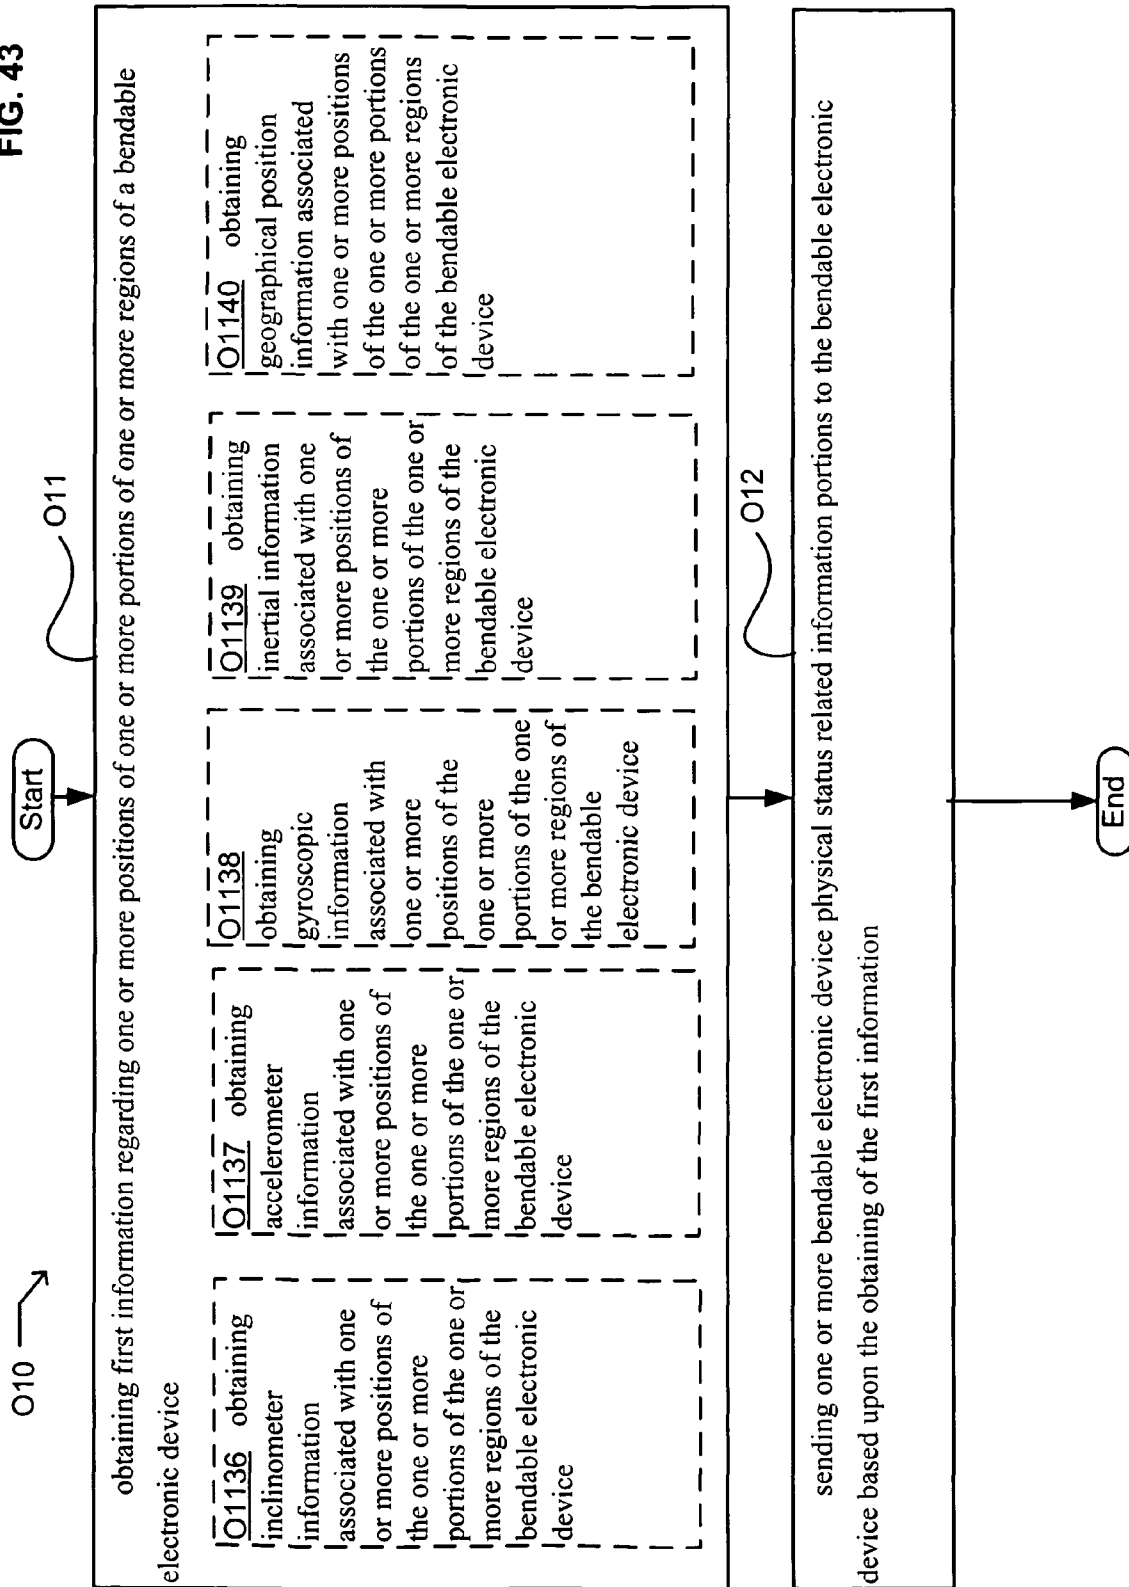 FIG. 43
O10
Start
O11
obtaining first information regarding one or more positions of one or more portions of one or more regions of a bendable
electronic device
O1136 obtaining
inclinometer
information
associated with one
or more positions of
the one or more
portions of the one or
more regions of the
bendable electronic
device
O1137 obtaining
accelerometer
information
associated with one
or more positions of
the one or more
portions of the one or
more regions of the
bendable electronic
device
O1138
obtaining
gyroscopic
information
associated with
one or more
positions of the
one or more
portions of the one
or more regions of
the bendable
electronic device
O1139 obtaining
inertial information
associated with one
or more positions of
the one or more
portions of the one or
more regions of the
bendable electronic
device
O1140 obtaining
geographical position
information associated
with one or more positions
of the one or more portions
of the one or more regions
of the bendable electronic
device
O12
sending one or more bendable electronic device physical status related information portions to the bendable electronic
device based upon the obtaining of the first information
End